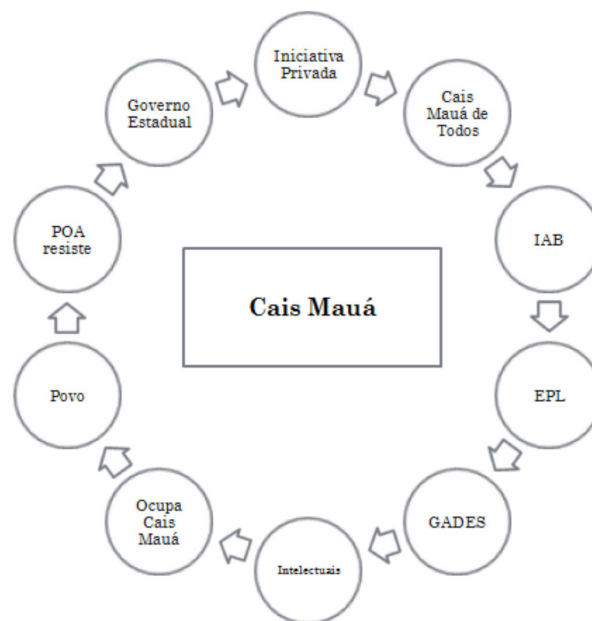 Iniciativa
Privada
Cais
Mauá de
Todos
IAB
EPL
GADES
Intelectuais
Ocupa
Cais
Mauá
Povo
POA
resiste
Governo
Estadual
Cais Mauá